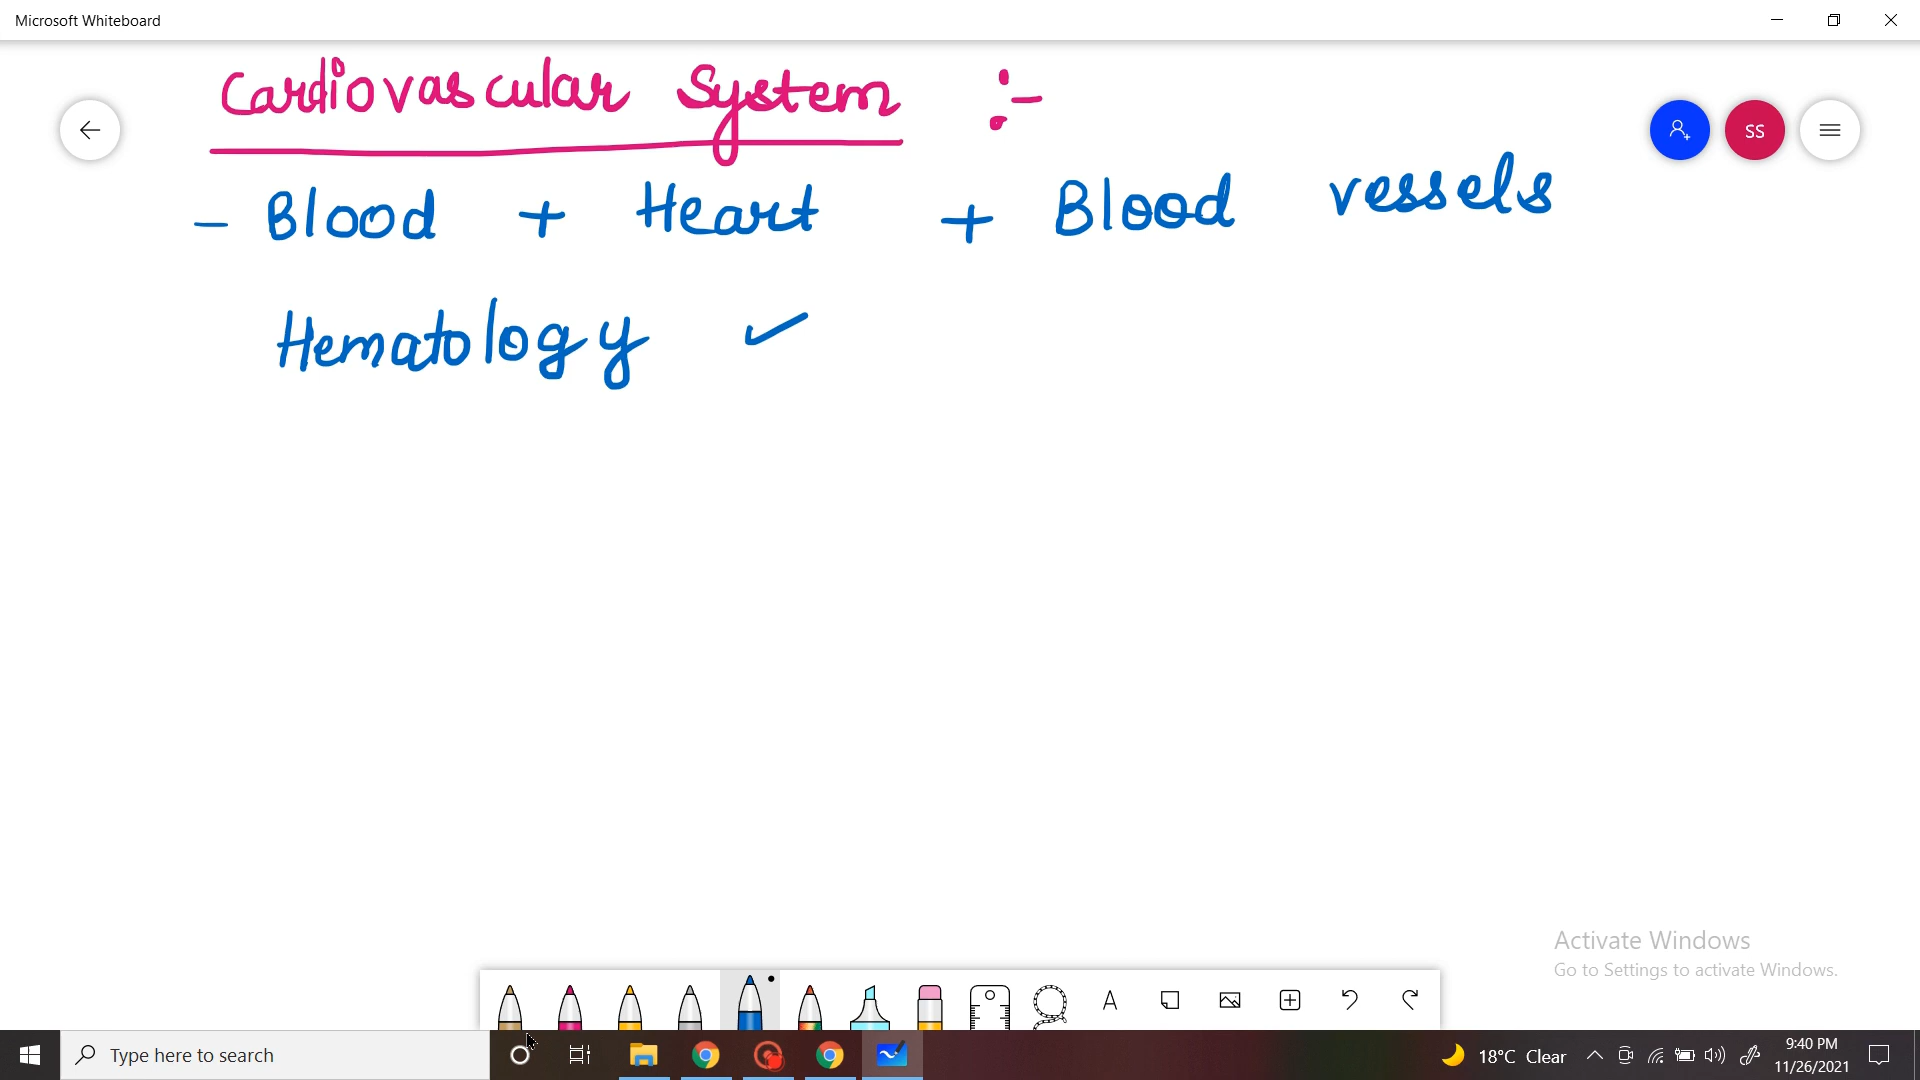 Microsoft Whiteboard
Cardiovascular System :-
SS
- Blood + Heart + Blood vessels
Hematology ✓
Activate Windows
Go to Settings to activate Windows.
Type here to search
18°C Clear
9:40 PM
11/26/2021